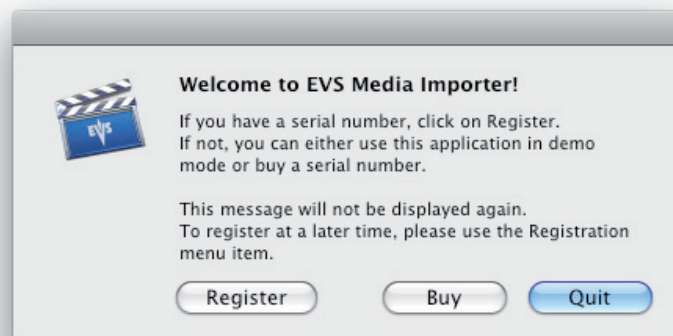 Welcome to EVS Media Importer!
EVS
If you have a serial number, click on Register.
If not, you can either use this application in demo
mode or buy a serial number.
This message will not be displayed again.
To register at a later time, please use the Registration
menu item.
Register
Buy
Quit